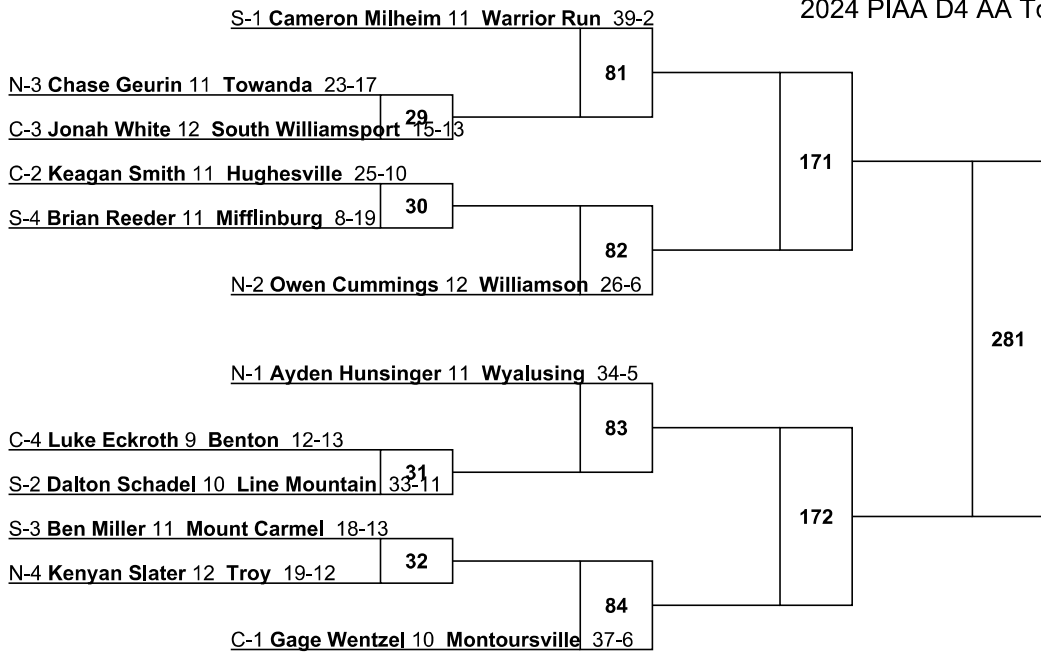 2024 PIAA D4 AA To
S-1 Cameron Milheim 11 Warrior Run 39-2
81
N-3 Chase Geurin 11 Towanda 23-17
29
C-3 Jonah White 12 South Williamsport 15-13
171
C-2 Keagan Smith 11 Hughesville 25-10
30
S-4 Brian Reeder 11 Mifflinburg 8-19
82
N-2 Owen Cummings 12 Williamson 26-6
281
N-1 Ayden Hunsinger 11 Wyalusing 34-5
83
C-4 Luke Eckroth 9 Benton 12-13
31
S-2 Dalton Schadel 10 Line Mountain 33-11
172
S-3 Ben Miller 11 Mount Carmel 18-13
32
N-4 Kenyan Slater 12 Troy 19-12
84
C-1 Gage Wentzel 10 Montoursville 37-6